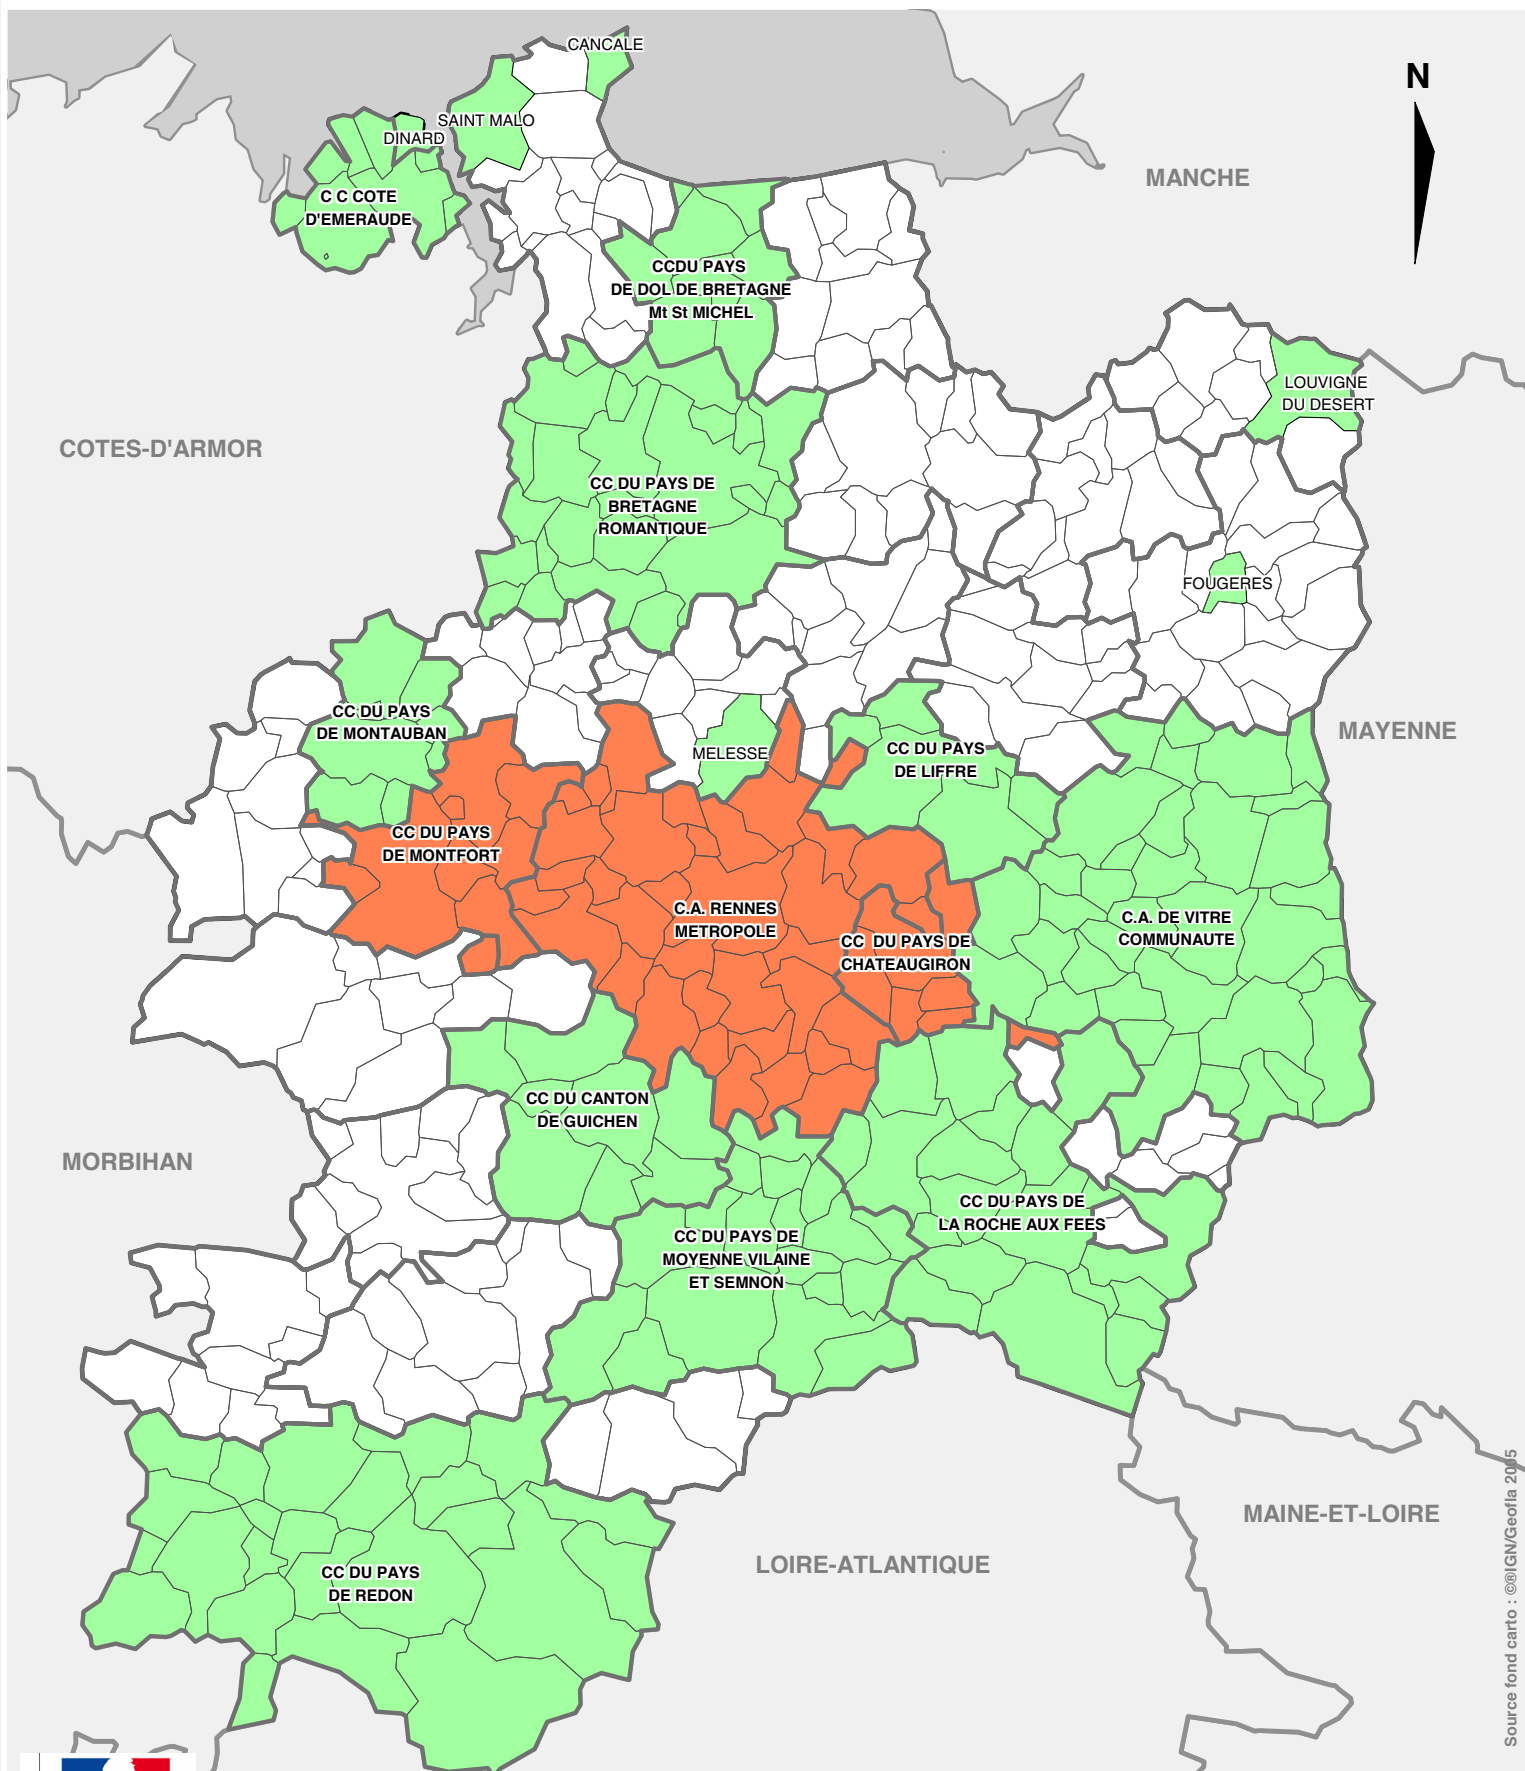 CANCALE
N
SAINT MALO
DINARD
MANCHE
C C COTE
D'EMERAUDE
CCDU PAYS
DE DOL DE BRETAGNE
Mt St MICHEL
LOUVIGNE
DU DESERT
COTES-D'ARMOR
CC DU PAYS DE
BRETAGNE
ROMANTIQUE
FOUGERES
CC DU PAYS
DE MONTAUBAN
MAYENNE
MELESSE
CC DU PAYS
DE LIFFRE
CC DU PAYS
DE MONTFORT
C.A. RENNES
METROPOLE
C.A. DE VITRE
COMMUNAUTE
CC DU PAYS DE
CHATEAUGIRON
CC DU CANTON
DE GUICHEN
MORBIHAN
CC DU PAYS DE
LA ROCHE AUX FEES
CC DU PAYS DE
MOYENNE VILAINE
ET SEMNON
MAINE-ET-LOIRE
LOIRE-ATLANTIQUE
CC DU PAYS
DE REDON
Source fond carto : ©®IGN/Geofla 2005